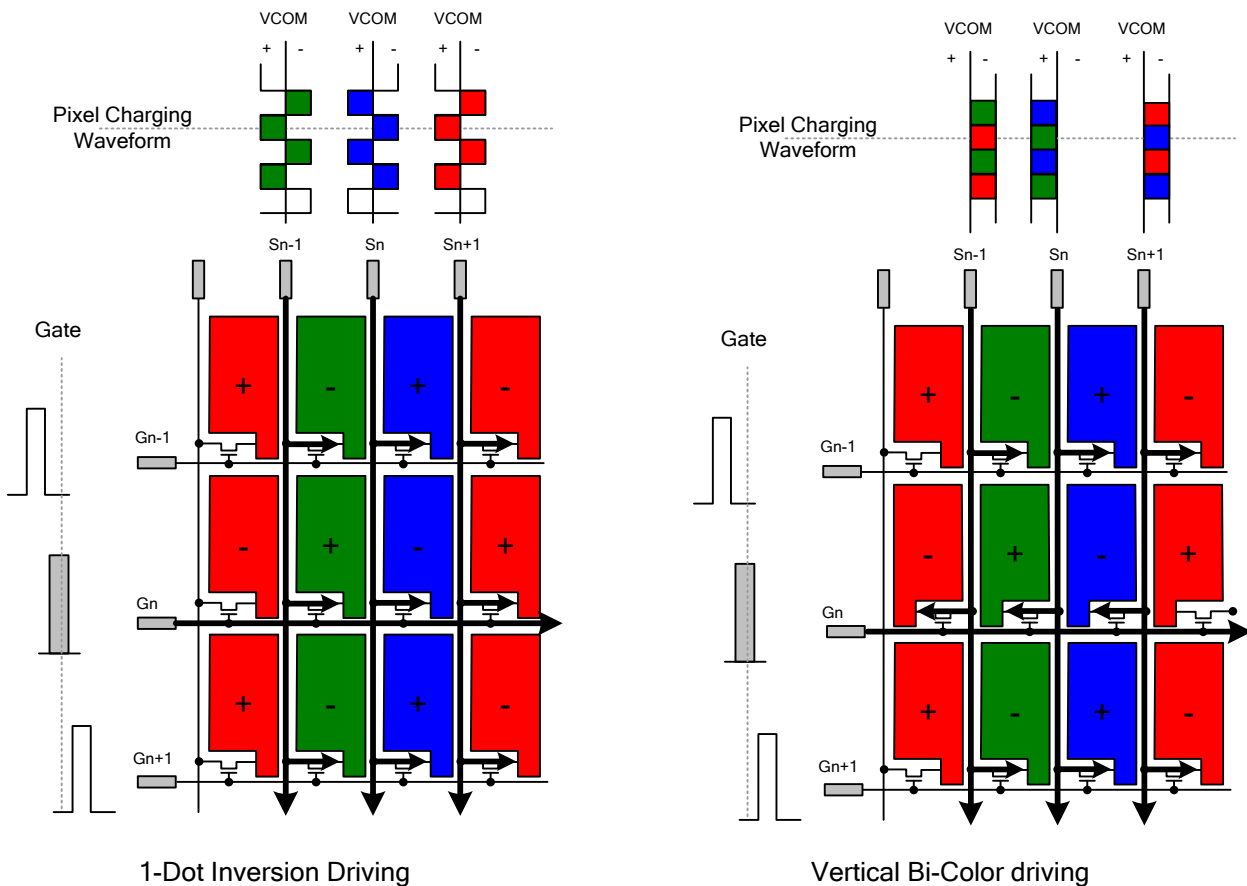 VCOM VCOM VCOM
+ - + - + -
Pixel Charging
Waveform
Sn-1 Sn Sn+1
Gate
+ - + -
Gn-1
- + - +
Gn
+ - + -
Gn+1
1-Dot Inversion Driving
VCOM VCOM VCOM
+ - + - + -
Pixel Charging
Waveform
Sn-1 Sn Sn+1
Gate
+ - + -
Gn-1
- + - +
Gn
+ - + -
Gn+1
Vertical Bi-Color driving